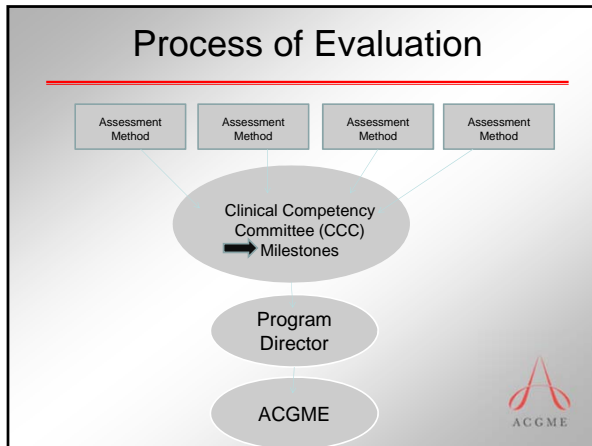 Process of Evaluation
Assessment
Method
Assessment
Method
Assessment
Method
Assessment
Method
Clinical Competency
Committee (CCC)
Milestones
Program
Director
ACGME
ACGME